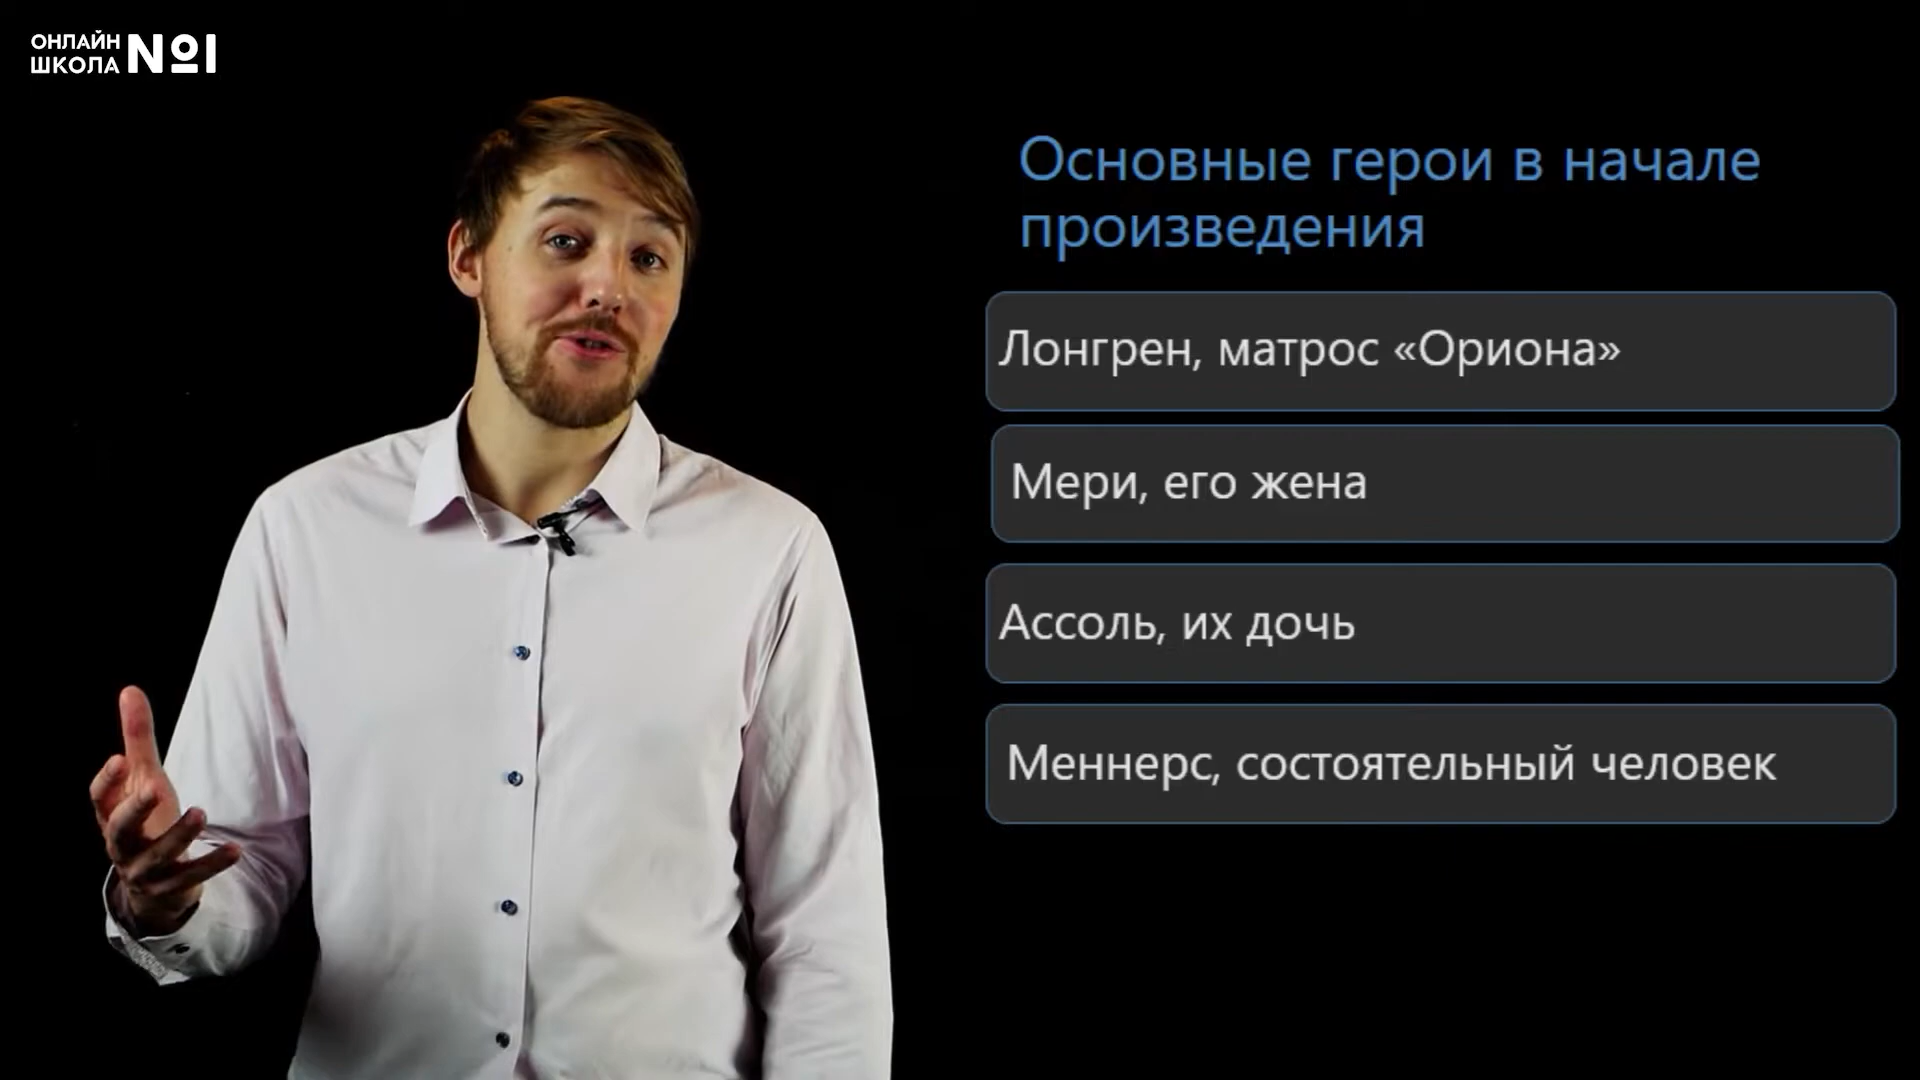 ОНЛАЙН
ШКОЛА №1
Основные герои в начале
произведения
Лонгрен, матрос «Ориона»
Мери, его жена
Ассоль, их дочь
Меннерс, состоятельный человек